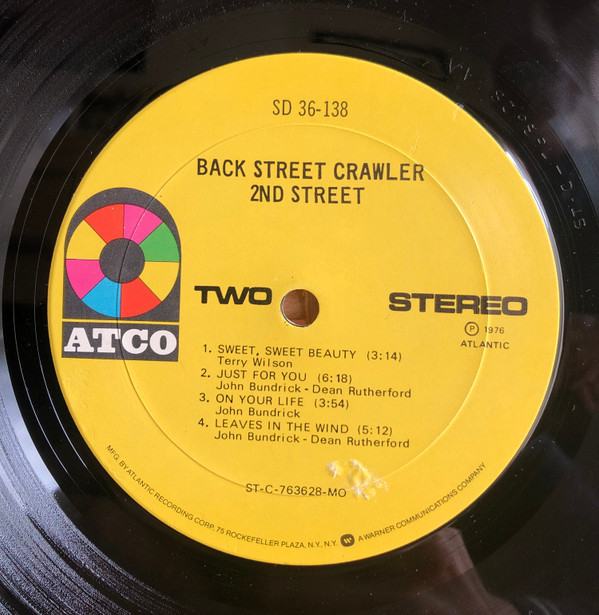 SD 36-138
BACK STREET CRAWLER
2ND STREET
ATCO
TWO
STEREO
Ⓟ 1976
ATLANTIC
1. SWEET, SWEET BEAUTY (3:14)
Terry Wilson
2. JUST FOR YOU (6:18)
John Bundrick - Dean Rutherford
3. ON YOUR LIFE (3:54)
John Bundrick
4. LEAVES IN THE WIND (5:12)
John Bundrick - Dean Rutherford
ST-C-763628-MO
MFG. BY ATLANTIC RECORDING CORP. 75 ROCKEFELLER PLAZA, N.Y., N.Y. W A WARNER COMMUNICATIONS COMPANY